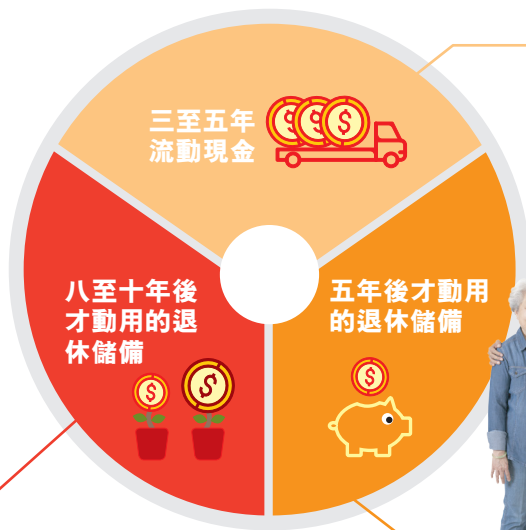 三至五年
流動現金
八至十年後
才動用的退
休儲備
五年後才動用
的退休儲備